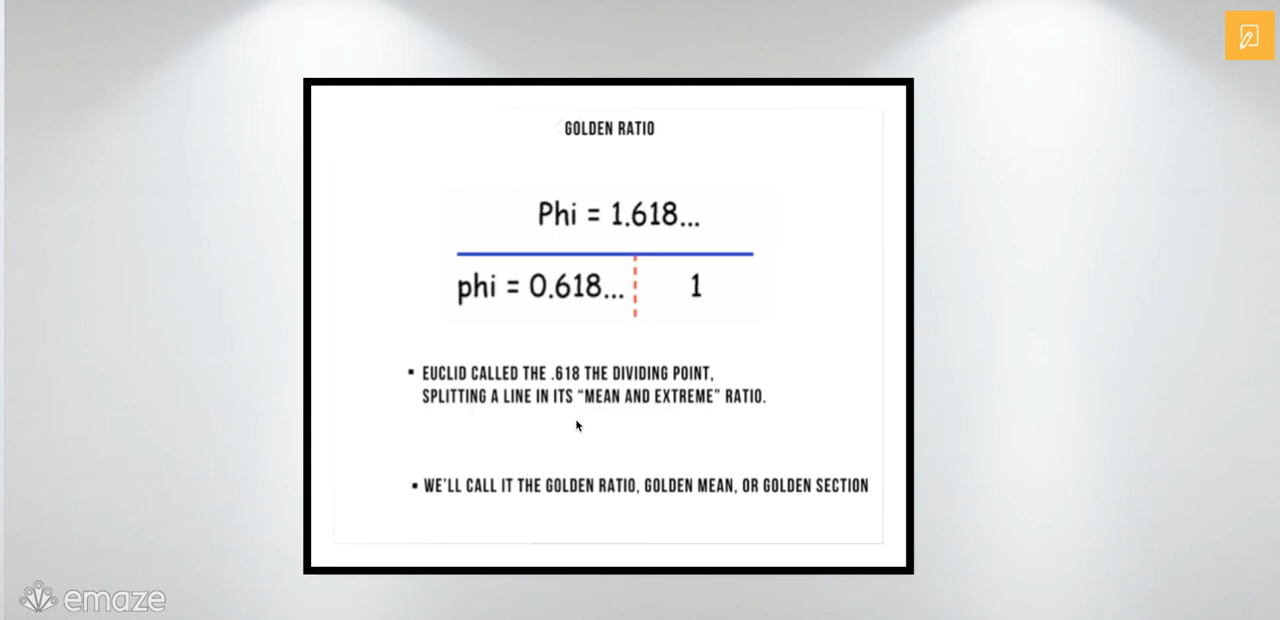 GOLDEN RATIO
Phi = 1.618...
phi = 0.618... 1
▪ EUCLID CALLED THE .618 THE DIVIDING POINT,
SPLITTING A LINE IN ITS “MEAN AND EXTREME” RATIO.
▪ WE'LL CALL IT THE GOLDEN RATIO, GOLDEN MEAN, OR GOLDEN SECTION
emaze